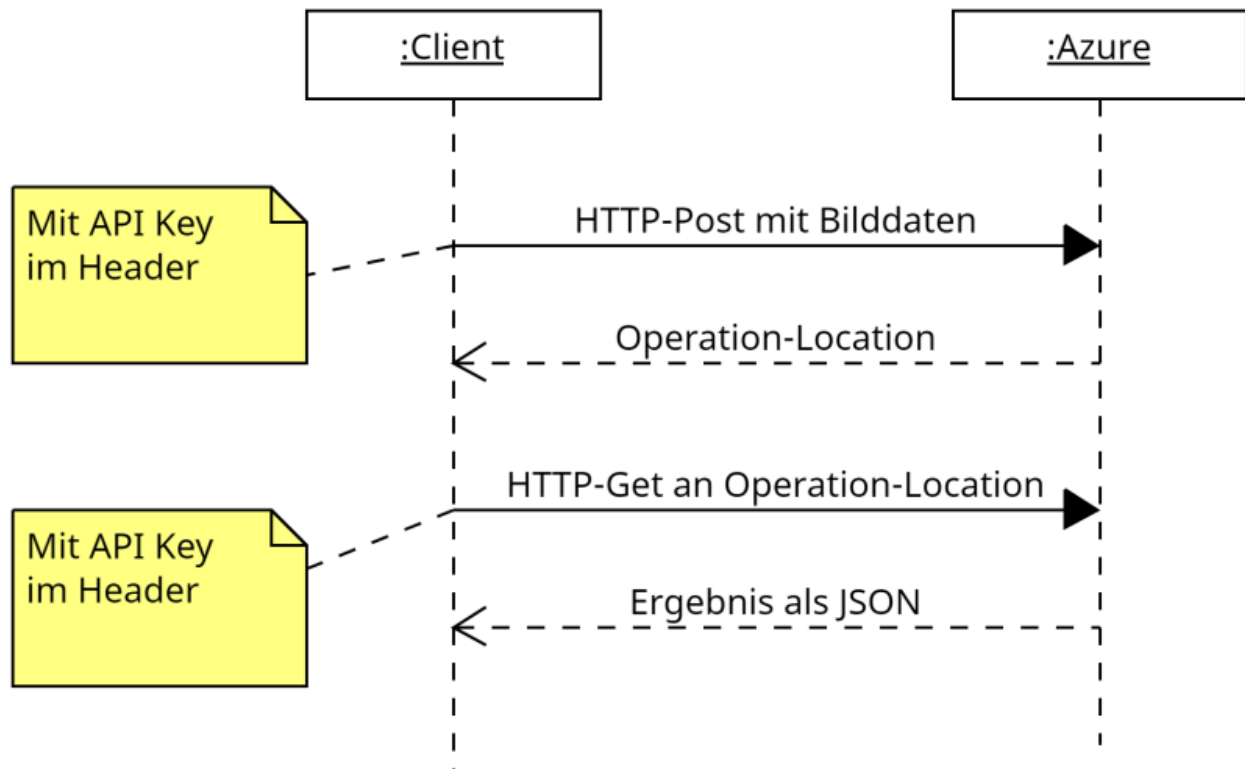 :Client
:Azure
Mit API Key
im Header
HTTP-Post mit Bilddaten
Operation-Location
HTTP-Get an Operation-Location
Mit API Key
im Header
Ergebnis als JSON